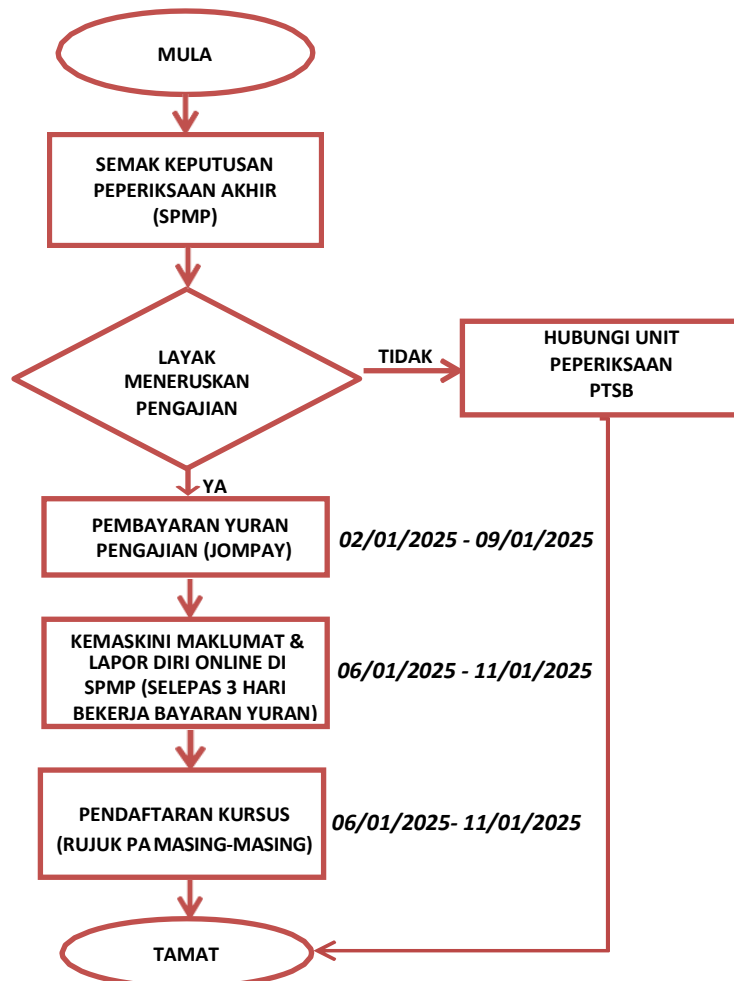 MULA
SEMAK KEPUTUSAN
PEPERIKSAAN AKHIR
(SPMP)
LAYAK
MENERUSKAN
PENGAJIAN
TIDAK
HUBUNGI UNIT
PEPERIKSAAN
PTSB
YA
PEMBAYARAN YURAN
PENGAJIAN (JOMPAY)
02/01/2025 - 09/01/2025
KEMASKINI MAKLUMAT &
LAPOR DIRI ONLINE DI
SPMP (SELEPAS 3 HARI
BEKERJA BAYARAN YURAN)
06/01/2025 - 11/01/2025
PENDAFTARAN KURSUS
(RUJUK PA MASING-MASING)
06/01/2025- 11/01/2025
TAMAT